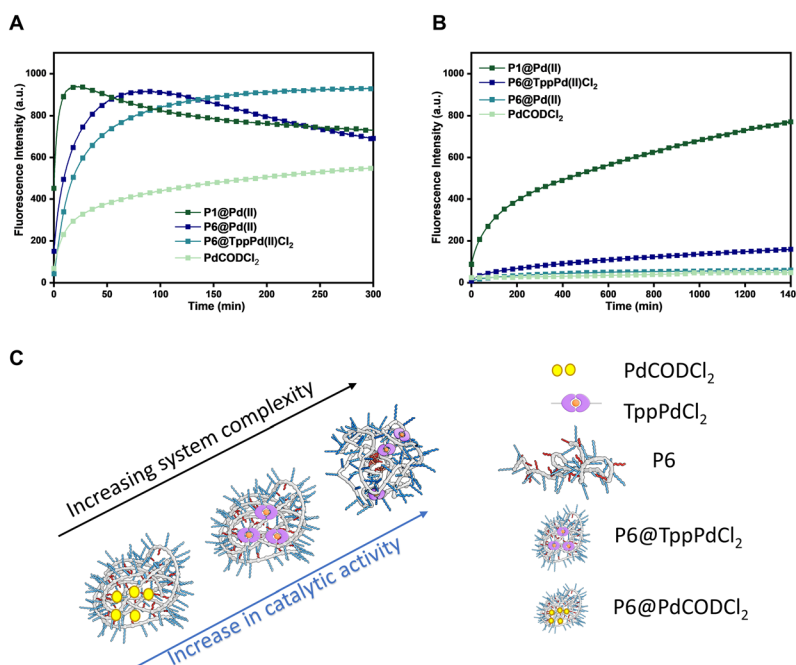 A
Fluorescence Intensity (a.u.)
1000
800
600
400
200
0
0 50 100 150 200 250 300
Time (min)
P1@Pd(II)
P6@Pd(II)
P6@TppPd(II)Cl₂
PdCODCl₂
B
Fluorescence Intensity (a.u.)
1000
800
600
400
200
0
0 200 400 600 800 1000 1200 140
Time (min)
P1@Pd(II)
P6@TppPd(II)Cl₂
P6@Pd(II)
PdCODCl₂
C
Increasing system complexity
Increase in catalytic activity
PdCODCl₂
TppPdCl₂
P6
P6@TppPdCl₂
P6@PdCODCl₂